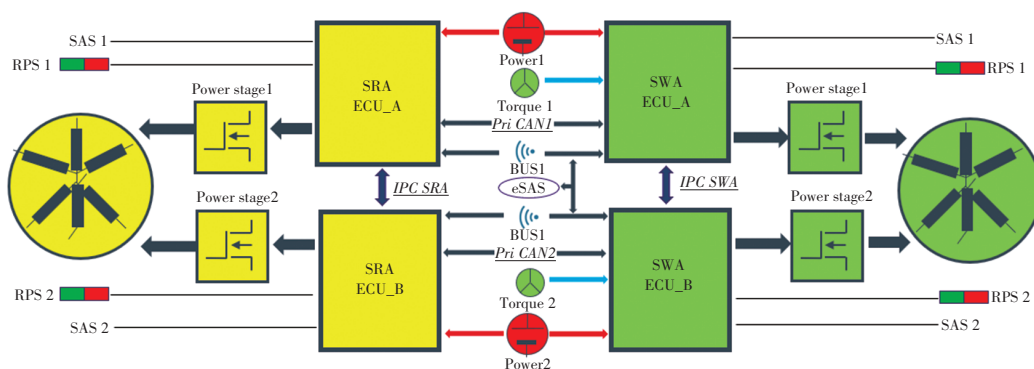 SAS 1
RPS 1
Power stage1
SRA
ECU_A
Power1
Torque 1
Pri CAN1
BUS1
SWA
ECU_A
SAS 1
RPS 1
Power stage1
IPC SRA
eSAS
IPC SWA
Power stage2
SRA
ECU_B
BUS1
Pri CAN2
Torque 2
Power2
SWA
ECU_B
Power stage2
RPS 2
SAS 2
RPS 2
SAS 2